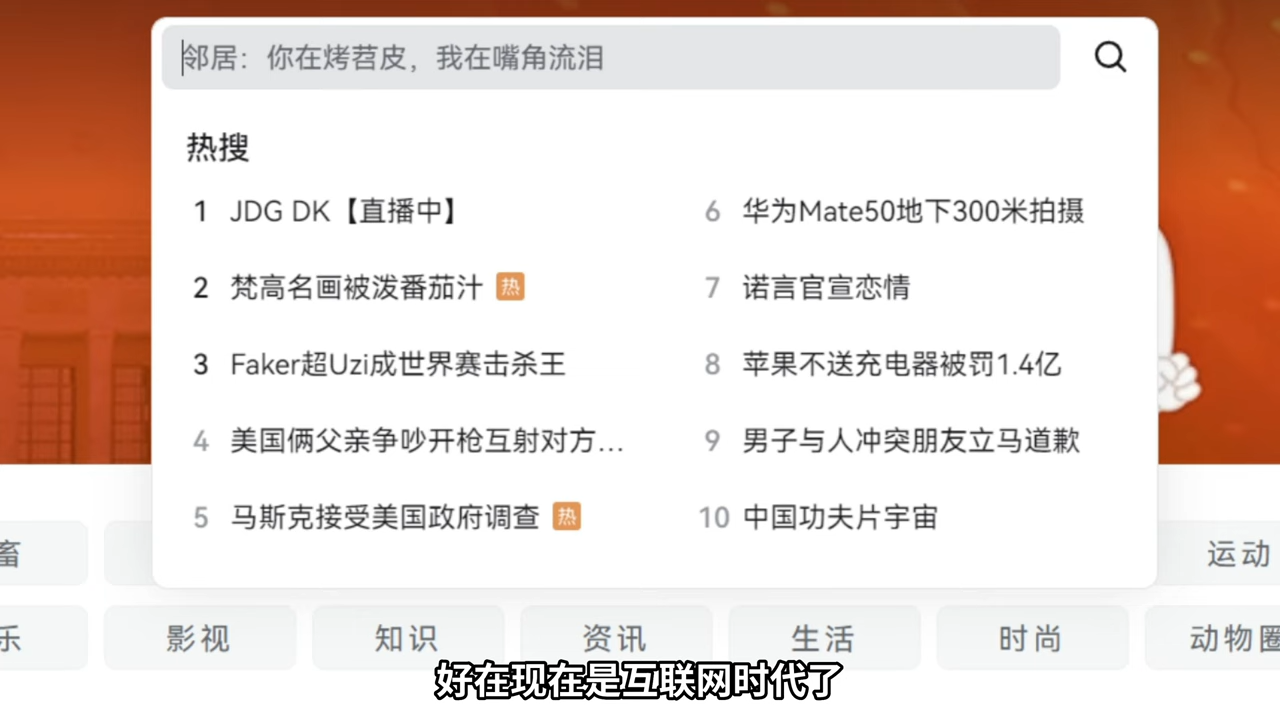 邻居：你在烤苕皮，我在嘴角流泪
热搜
1 JDG DK【直播中】
2 梵高名画被泼番茄汁 热
3 Faker超Uzi成世界赛击杀王
4 美国俩父亲争吵开枪互射对方...
5 马斯克接受美国政府调查 热
6 华为Mate50地下300米拍摄
7 诺言官宣恋情
8 苹果不送充电器被罚1.4亿
9 男子与人冲突朋友立马道歉
10 中国功夫片宇宙
畜
运动
乐
影视
知识
资讯
生活
时尚
动物圈
好在现在是互联网时代了